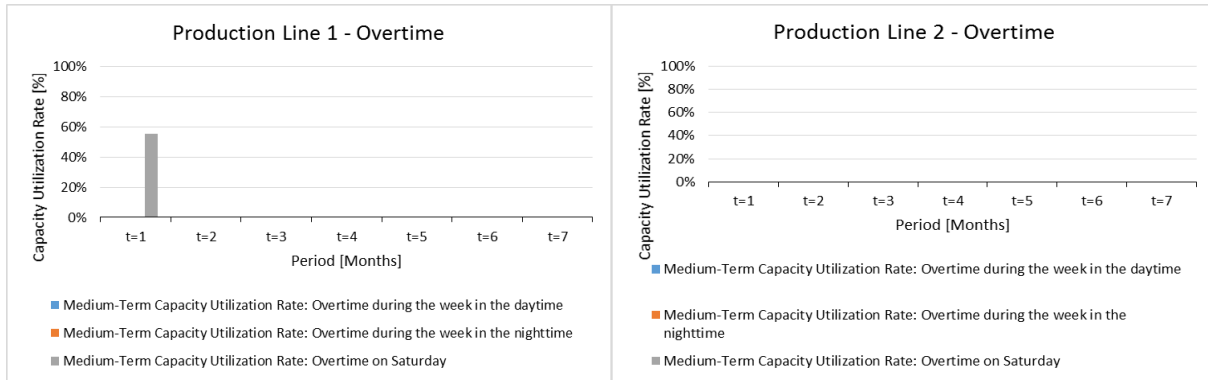 Production Line 1 - Overtime
Capacity Utilization Rate [%]
100%
80%
60%
40%
20%
0%
t=1 t=2 t=3 t=4 t=5 t=6 t=7
Period [Months]
Medium-Term Capacity Utilization Rate: Overtime during the week in the daytime
Medium-Term Capacity Utilization Rate: Overtime during the week in the nighttime
Medium-Term Capacity Utilization Rate: Overtime on Saturday
Production Line 2 - Overtime
Capacity Utilization Rate [%]
100%
80%
60%
40%
20%
0%
t=1 t=2 t=3 t=4 t=5 t=6 t=7
Period [Months]
Medium-Term Capacity Utilization Rate: Overtime during the week in the daytime
Medium-Term Capacity Utilization Rate: Overtime during the week in the
nighttime
Medium-Term Capacity Utilization Rate: Overtime on Saturday